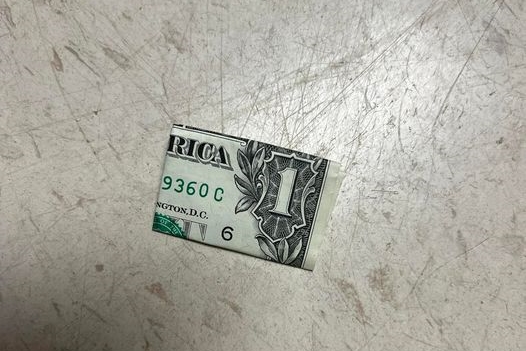 RICA
1
9360 C
NGTON, D.C.
6